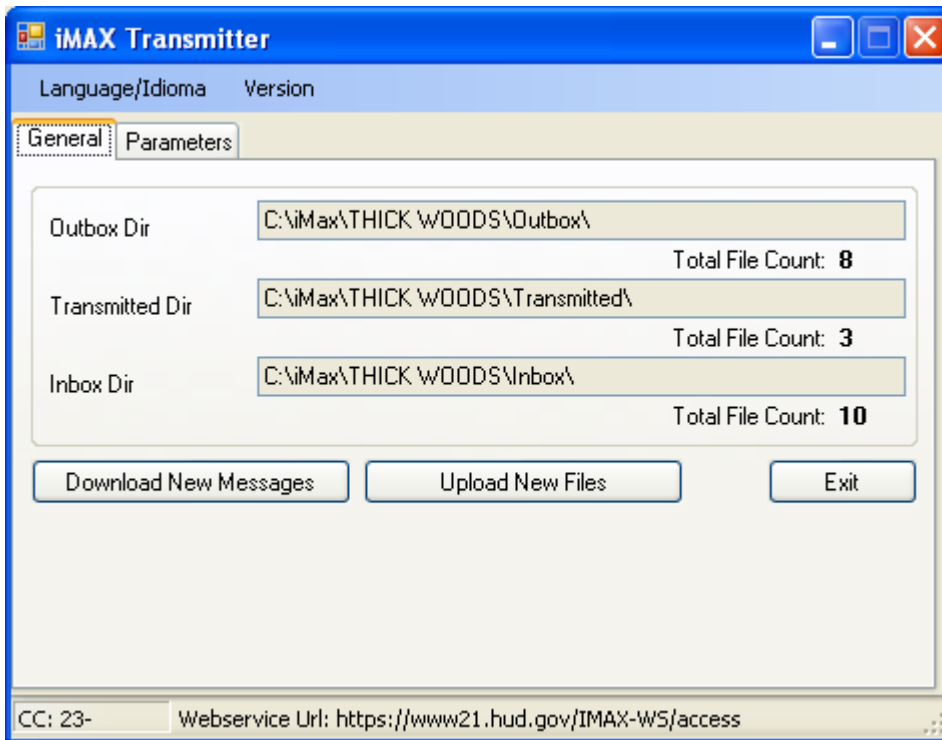 iMAX Transmitter
Language/Idioma Version
General Parameters
Outbox Dir C:\iMax\THICK WOODS\Outbox\
Total File Count: 8
Transmitted Dir C:\iMax\THICK WOODS\Transmitted\
Total File Count: 3
Inbox Dir C:\iMax\THICK WOODS\Inbox\
Total File Count: 10
Download New Messages Upload New Files Exit
CC: 23- Webservice Url: https://www21.hud.gov/IMAX-WS/access